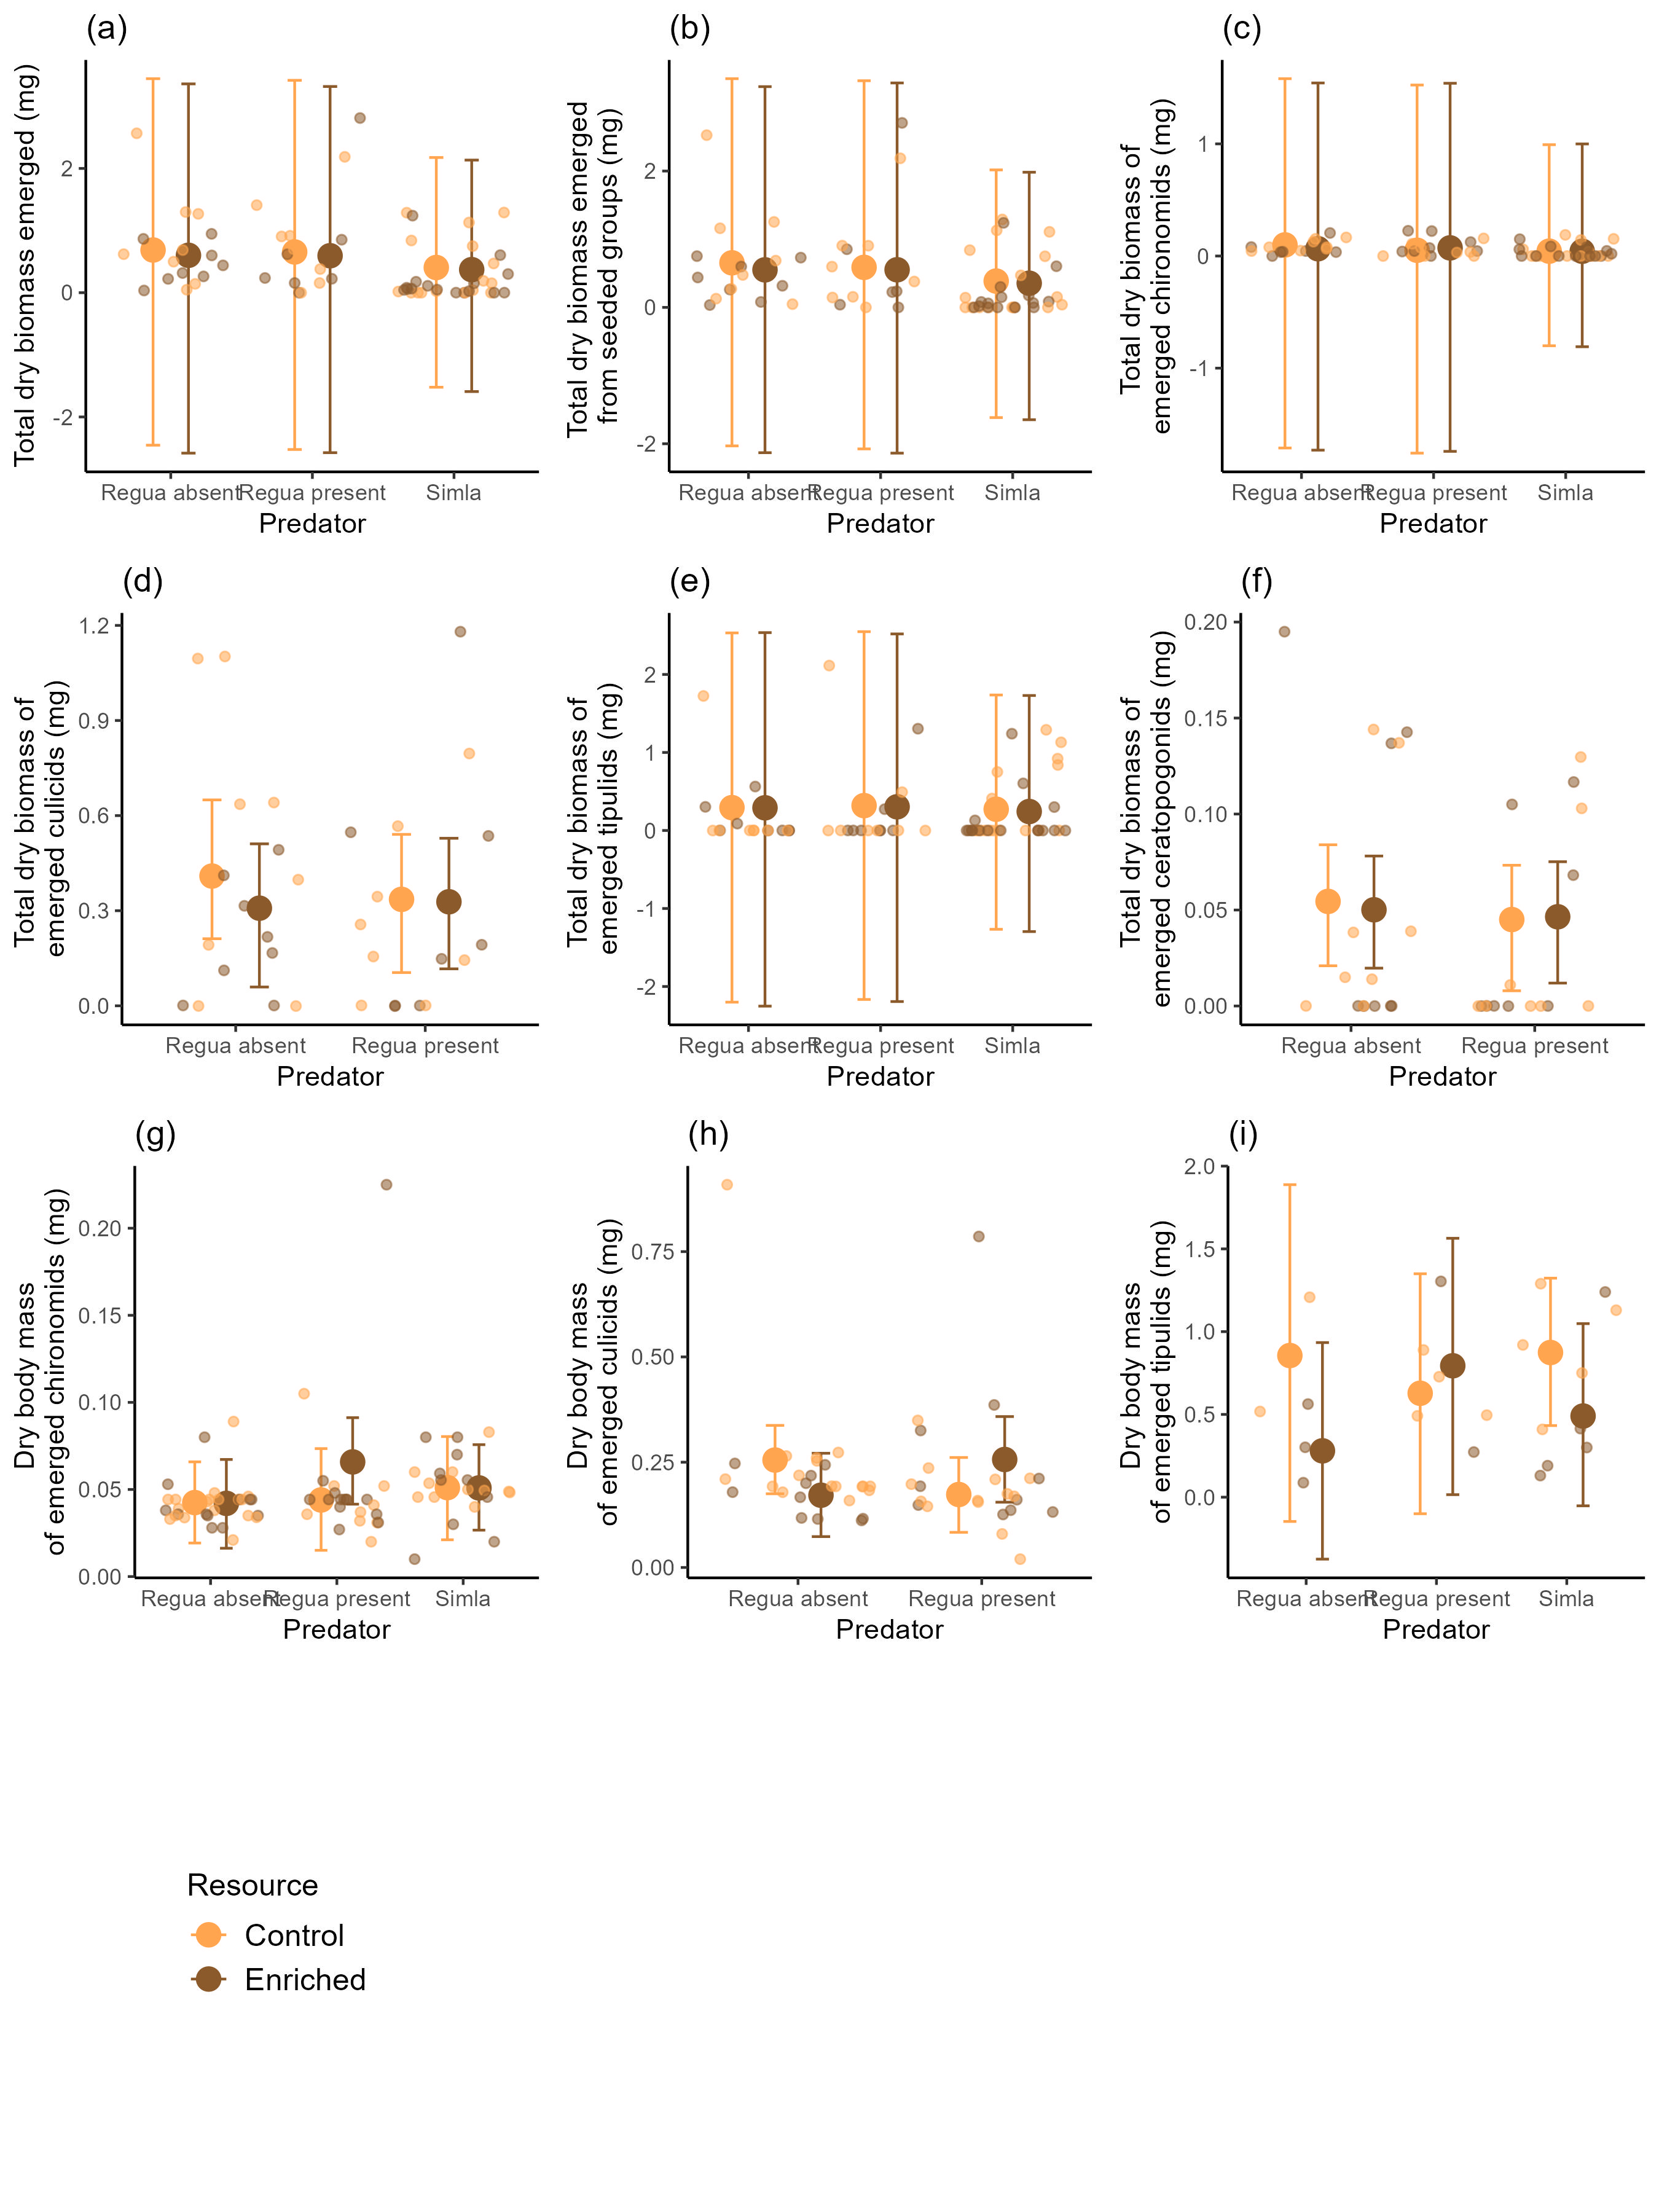 (a)
Total dry biomass emerged (mg)
2
0
-2
Regua absent Regua present Simla
Predator
(b)
Total dry biomass emerged
from seeded groups (mg)
2
0
-2
Regua absent Regua present Simla
Predator
(c)
Total dry biomass of
emerged chironomids (mg)
1
0
-1
Regua absent Regua present Simla
Predator
(d)
Total dry biomass of
emerged culicids (mg)
1.2
0.9
0.6
0.3
0.0
Regua absent Regua present
Predator
(e)
Total dry biomass of
emerged tipulids (mg)
2
1
0
-1
-2
Regua absent Regua present Simla
Predator
(f)
Total dry biomass of
emerged ceratopogonids (mg)
0.20
0.15
0.10
0.05
0.00
Regua absent Regua present
Predator
(g)
Dry body mass
of emerged chironomids (mg)
0.20
0.15
0.10
0.05
0.00
Regua absent Regua present Simla
Predator
(h)
Dry body mass
of emerged culicids (mg)
0.75
0.50
0.25
0.00
Regua absent Regua present
Predator
(i)
Dry body mass
of emerged tipulids (mg)
2.0
1.5
1.0
0.5
0.0
Regua absent Regua present Simla
Predator
Resource
Control
Enriched